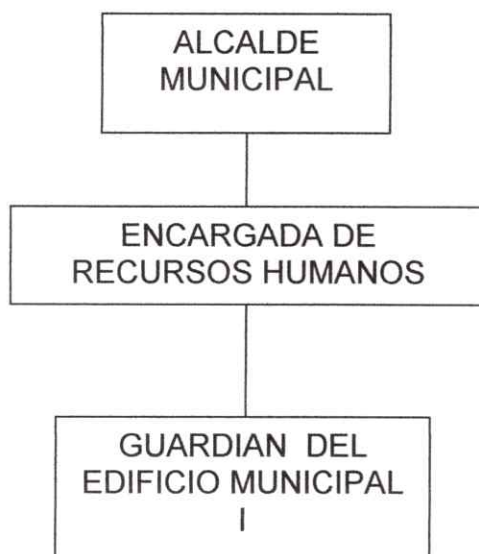 ALCALDE
MUNICIPAL
ENCARGADA DE
RECURSOS HUMANOS
GUARDIAN DEL
EDIFICIO MUNICIPAL
I